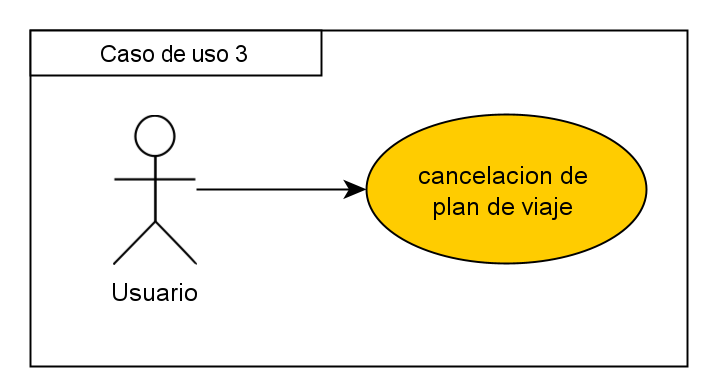 Caso de uso 3
cancelacion de
plan de viaje
Usuario